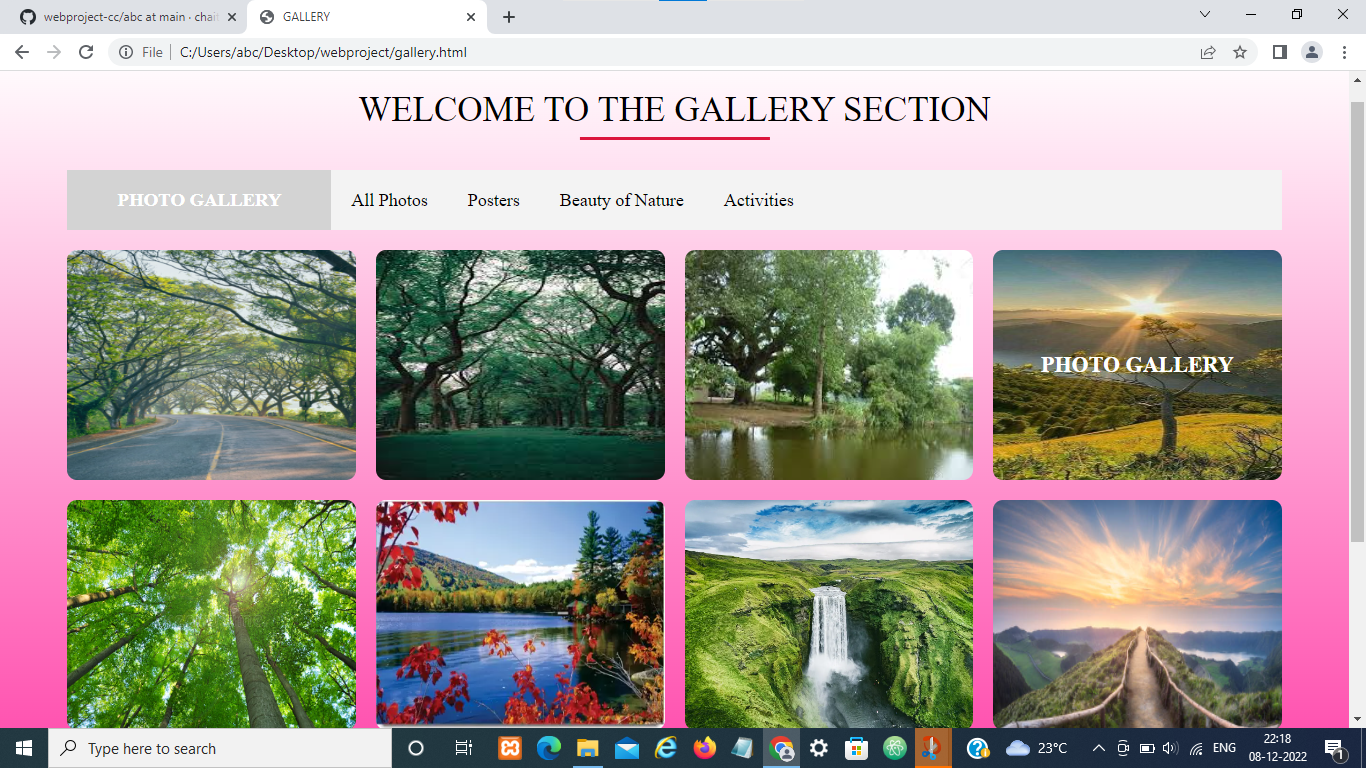 webproject-cc/abc at main · chait
GALLERY
File
C:/Users/abc/Desktop/webproject/gallery.html
WELCOME TO THE GALLERY SECTION
PHOTO GALLERY
All Photos
Posters
Beauty of Nature
Activities
PHOTO GALLERY
Type here to search
23°C
ENG
22:18
08-12-2022
1